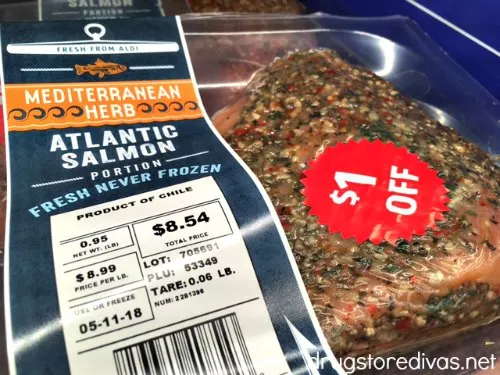 SALMON
PORTION
FRESH FROM ALDI
MEDITERRANEAN
HERB
ATLANTIC
SALMON
PORTION
FRESH NEVER FROZEN
PRODUCT OF CHILE
0.95
NET WT. (LB)
$8.54
TOTAL PRICE
$8.99
PRICE PER LB.
LOT: 705691
PLU: 53349
TARE: 0.06 LB.
NUM: 2281396
USE OR FREEZE
05-11-18
$1
OFF
drugstoredivas.net